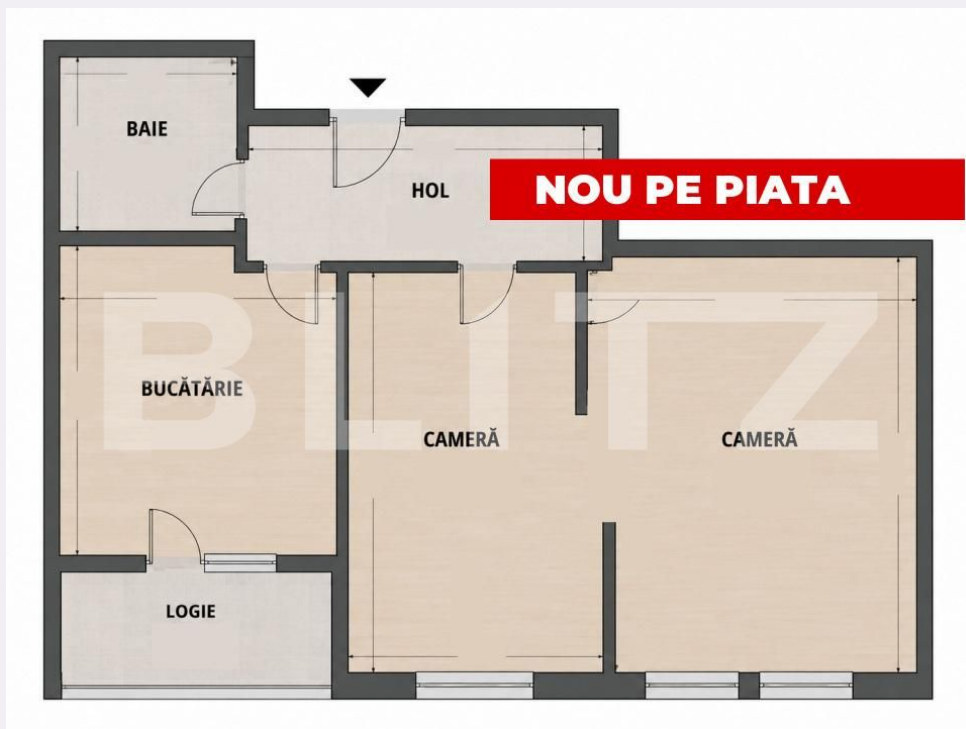 BAIE
HOL
NOU PE PIATA
BLITZ
BUCĂTĂRIE
CAMERĂ
CAMERĂ
LOGIE